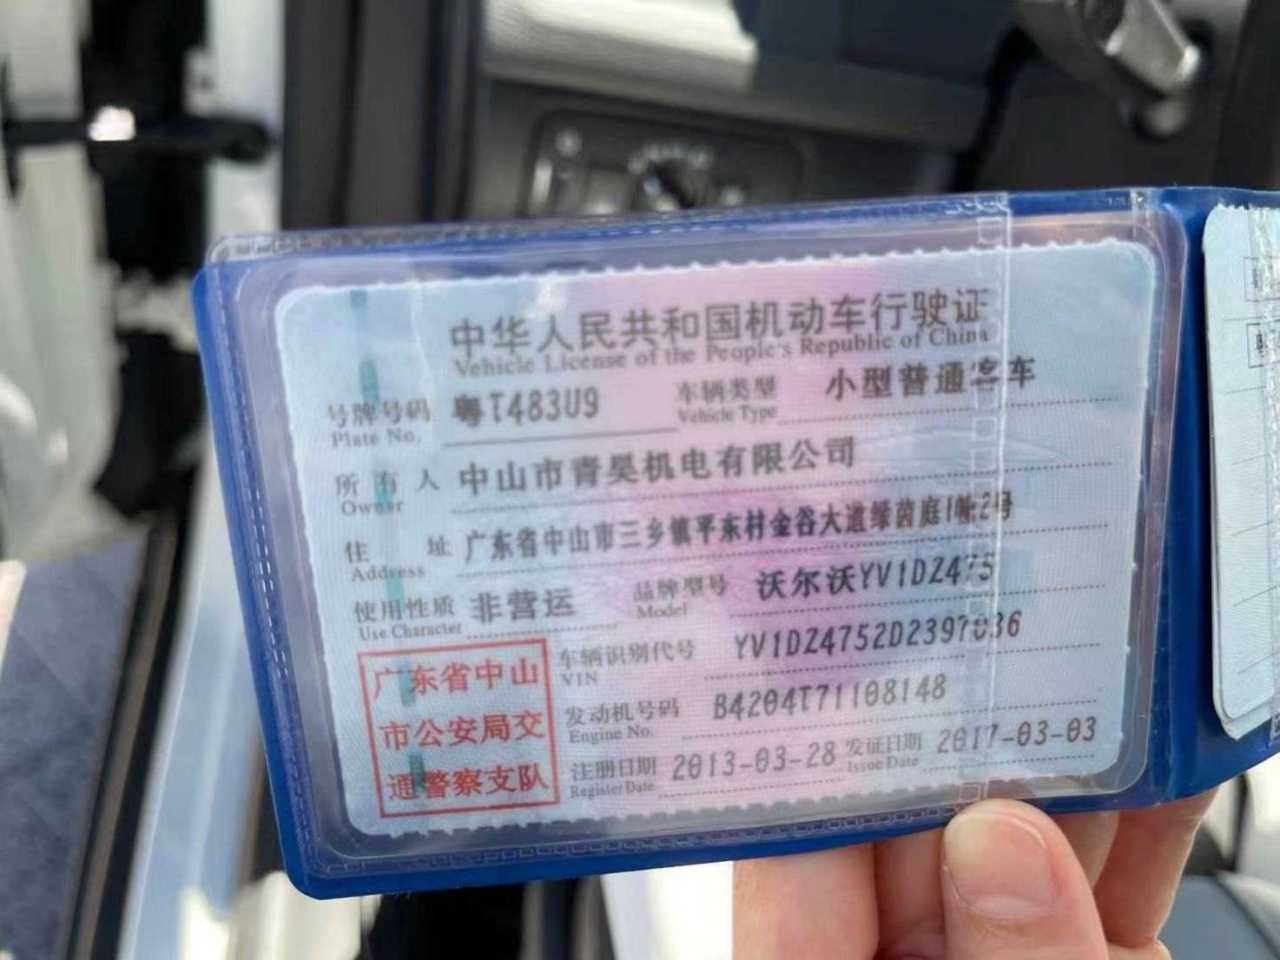 中华人民共和国机动车行驶证
Vehicle License of the People's Republic of China
号牌号码 粤T483U9 车辆类型 小型普通客车
Plate No. Vehicle Type
所有人 中山市青昊机电有限公司
Owner
住址 广东省中山市三乡镇平东村金谷大道绿茵庭1幢2号
Address
使用性质 非营运 品牌型号 沃尔沃YV1DZ475
Use Character Model
车辆识别代号 YV1DZ4752D2397036
VIN
发动机号码 B4204T71108148
Engine No.
注册日期 2013-03-28 发证日期 2017-03-03
Register Date Issue Date
广东省中山
市公安局交
通警察支队